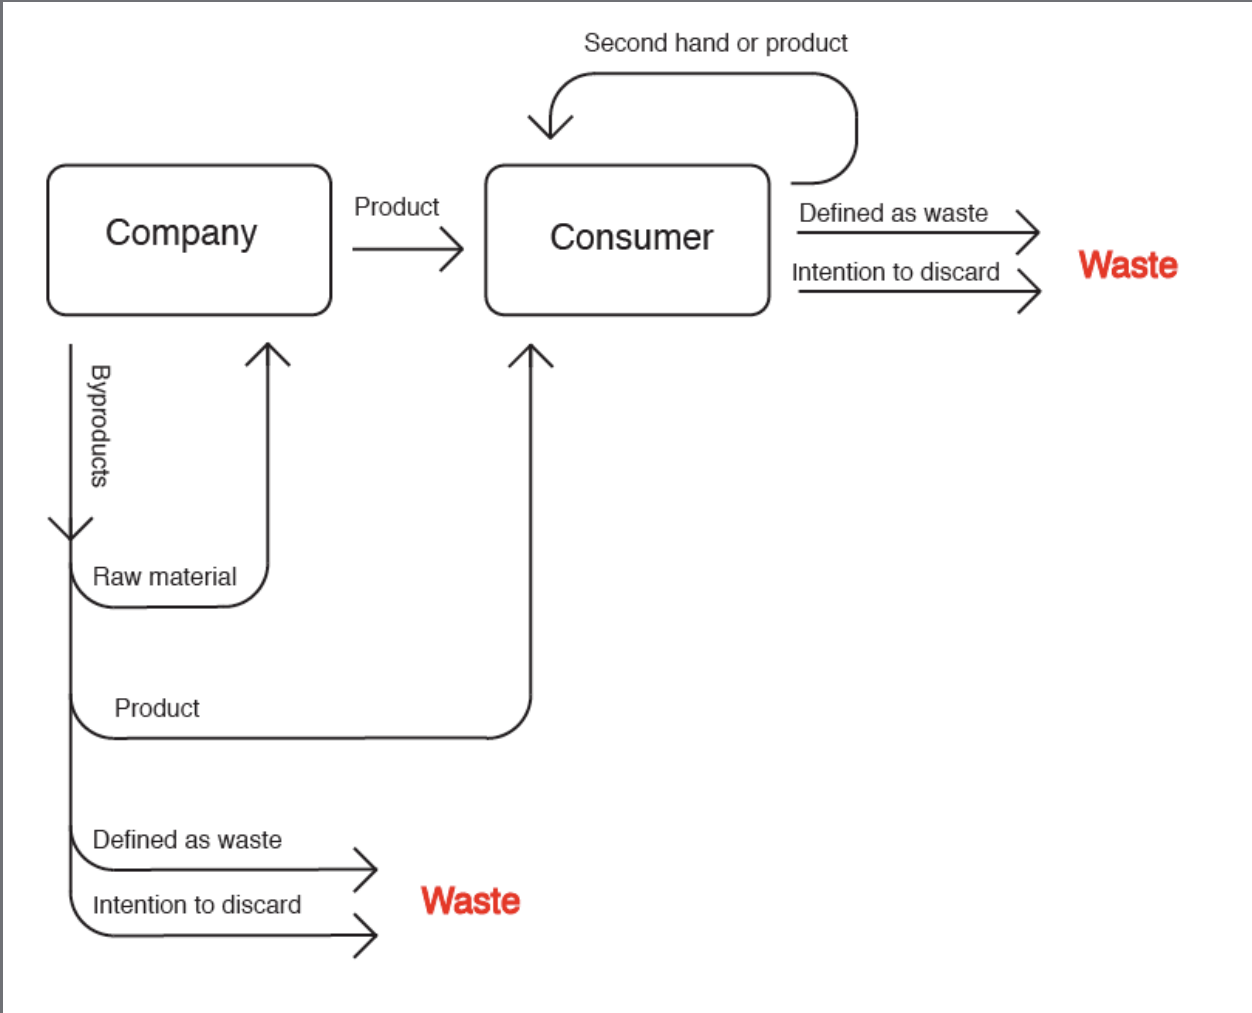 Second hand or product
Company
Product
Consumer
Defined as waste
Intention to discard
Waste
Byproducts
Raw material
Product
Defined as waste
Intention to discard
Waste